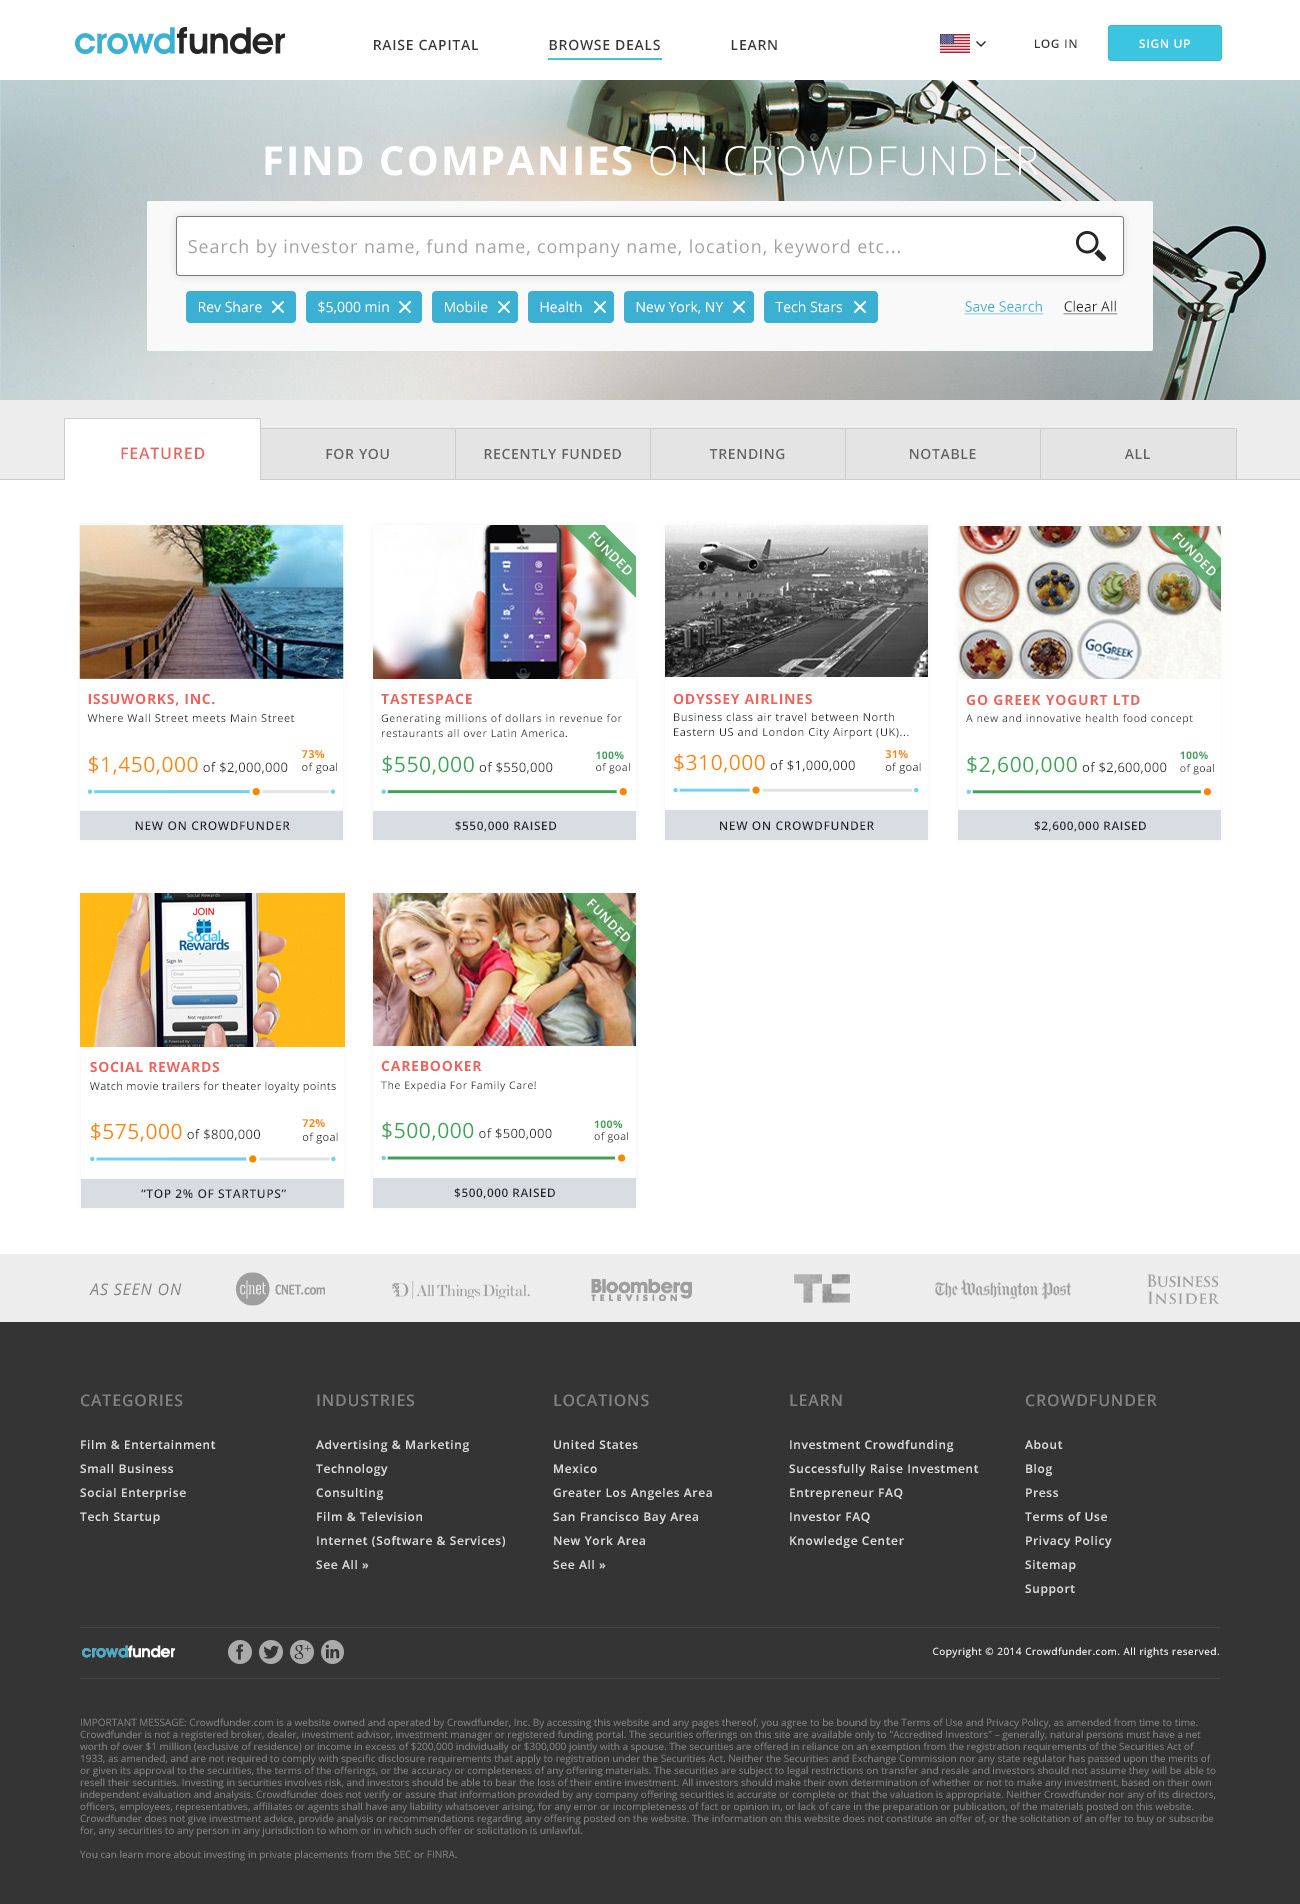 crowdfunder
RAISE CAPITAL
BROWSE DEALS
LEARN
LOG IN
SIGN UP
FIND COMPANIES ON CROWDFUNDER
Search by investor name, fund name, company name, location, keyword etc...
Rev Share
$5,000 min
Mobile
Health
New York, NY
Tech Stars
Save Search
Clear All
FEATURED
FOR YOU
RECENTLY FUNDED
TRENDING
NOTABLE
ALL
ISSUWORKS, INC.
Where Wall Street meets Main Street
$1,450,000 of $2,000,000
73%
of goal
NEW ON CROWDFUNDER
HOME
FUNDED
TASTESPACE
Generating millions of dollars in revenue for
restaurants all over Latin America.
$550,000 of $550,000
100%
of goal
$550,000 RAISED
ODYSSEY AIRLINES
Business class air travel between North
Eastern US and London City Airport (UK)...
$310,000 of $1,000,000
31%
of goal
NEW ON CROWDFUNDER
FUNDED
GOGREEK
GO GREEK YOGURT LTD
A new and innovative health food concept
$2,600,000 of $2,600,000
100%
of goal
$2,600,000 RAISED
Social Rewards
JOIN
Social
Rewards
Sign In
Email
Password
Login
Not registered?
SOCIAL REWARDS
Watch movie trailers for theater loyalty points
$575,000 of $800,000
72%
of goal
"TOP 2% OF STARTUPS"
FUNDED
CAREBOOKER
The Expedia For Family Care!
$500,000 of $500,000
100%
of goal
$500,000 RAISED
AS SEEN ON
c|net CNET.com
D | All Things Digital.
Bloomberg
TELEVISION
TC
The Washington Post
BUSINESS
INSIDER
CATEGORIES
Film & Entertainment
Small Business
Social Enterprise
Tech Startup
INDUSTRIES
Advertising & Marketing
Technology
Consulting
Film & Television
Internet (Software & Services)
See All »
LOCATIONS
United States
Mexico
Greater Los Angeles Area
San Francisco Bay Area
New York Area
See All »
LEARN
Investment Crowdfunding
Successfully Raise Investment
Entrepreneur FAQ
Investor FAQ
Knowledge Center
CROWDFUNDER
About
Blog
Press
Terms of Use
Privacy Policy
Sitemap
Support
crowdfunder
f
g+
in
Copyright © 2014 Crowdfunder.com. All rights reserved.
IMPORTANT MESSAGE: Crowdfunder.com is a website owned and operated by Crowdfunder, Inc. By accessing this website and any pages thereof, you agree to be bound by the Terms of Use and Privacy Policy, as amended from time to time.
Crowdfunder is not a registered broker, dealer, investment advisor, investment manager or registered funding portal. The securities offerings on this site are available only to "Accredited Investors" – generally, natural persons must have a net
worth of over $1 million (exclusive of residence) or income in excess of $200,000 individually or $300,000 jointly with a spouse. The securities are offered in reliance on an exemption from the registration requirements of the Securities Act of
1933, as amended, and are not required to comply with specific disclosure requirements that apply to registration under the Securities Act. Neither the Securities and Exchange Commission nor any state regulator has passed upon the merits of
or given its approval to the securities, the terms of the offerings, or the accuracy or completeness of any offering materials. The securities are subject to legal restrictions on transfer and resale and investors should not assume they will be able to
resell their securities. Investing in securities involves risk, and investors should be able to bear the loss of their entire investment. All investors should make their own determination of whether or not to make any investment, based on their own
independent evaluation and analysis. Crowdfunder does not verify or assure that information provided by any company offering securities is accurate or complete or that the valuation is appropriate. Neither Crowdfunder nor any of its directors,
officers, employees, representatives, affiliates or agents shall have any liability whatsoever arising, for any error or incompleteness of fact or opinion in, or lack of care in the preparation or publication, of the materials posted on this website.
Crowdfunder does not give investment advice, provide analysis or recommendations regarding any offering posted on the website. The information on this website does not constitute an offer of, or the solicitation of an offer to buy or subscribe
for, any securities to any person in any jurisdiction to whom or in which such offer or solicitation is unlawful.
You can learn more about investing in private placements from the SEC or FINRA.